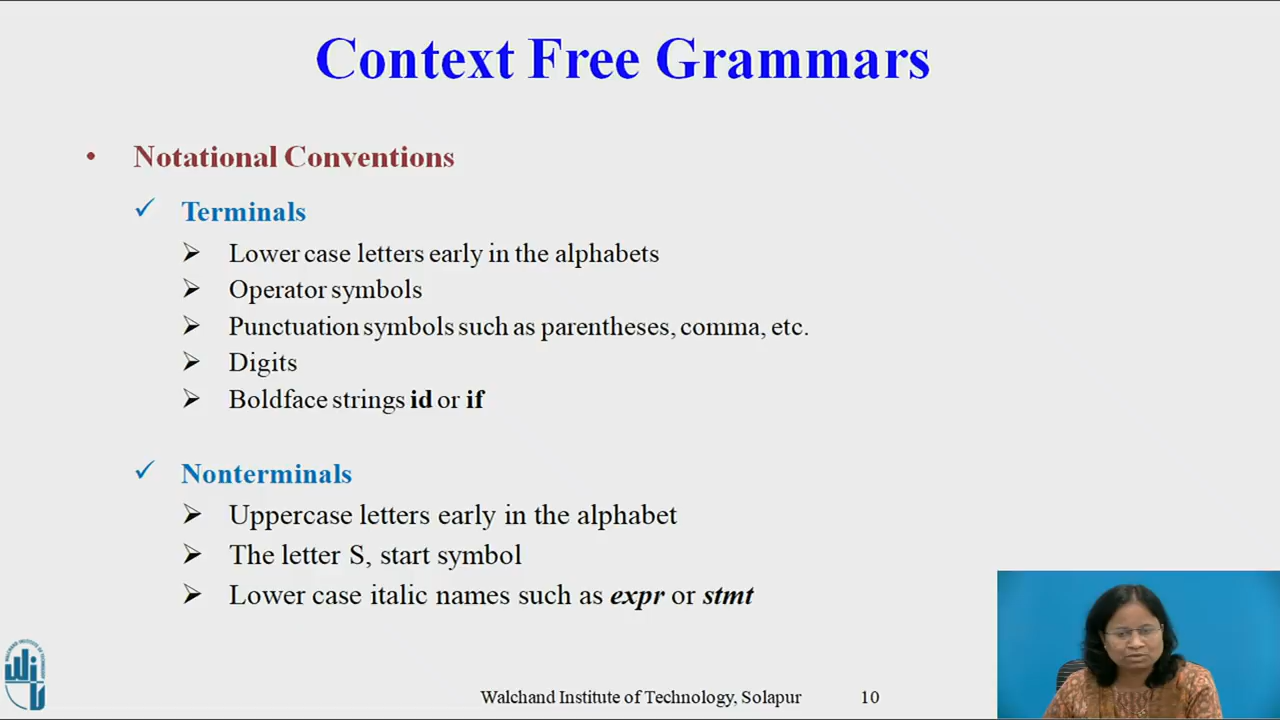 Context Free Grammars
• Notational Conventions
✓ Terminals
➢ Lower case letters early in the alphabets
➢ Operator symbols
➢ Punctuation symbols such as parentheses, comma, etc.
➢ Digits
➢ Boldface strings id or if
✓ Nonterminals
➢ Uppercase letters early in the alphabet
➢ The letter S, start symbol
➢ Lower case italic names such as expr or stmt
Walchand Institute of Technology, Solapur 10